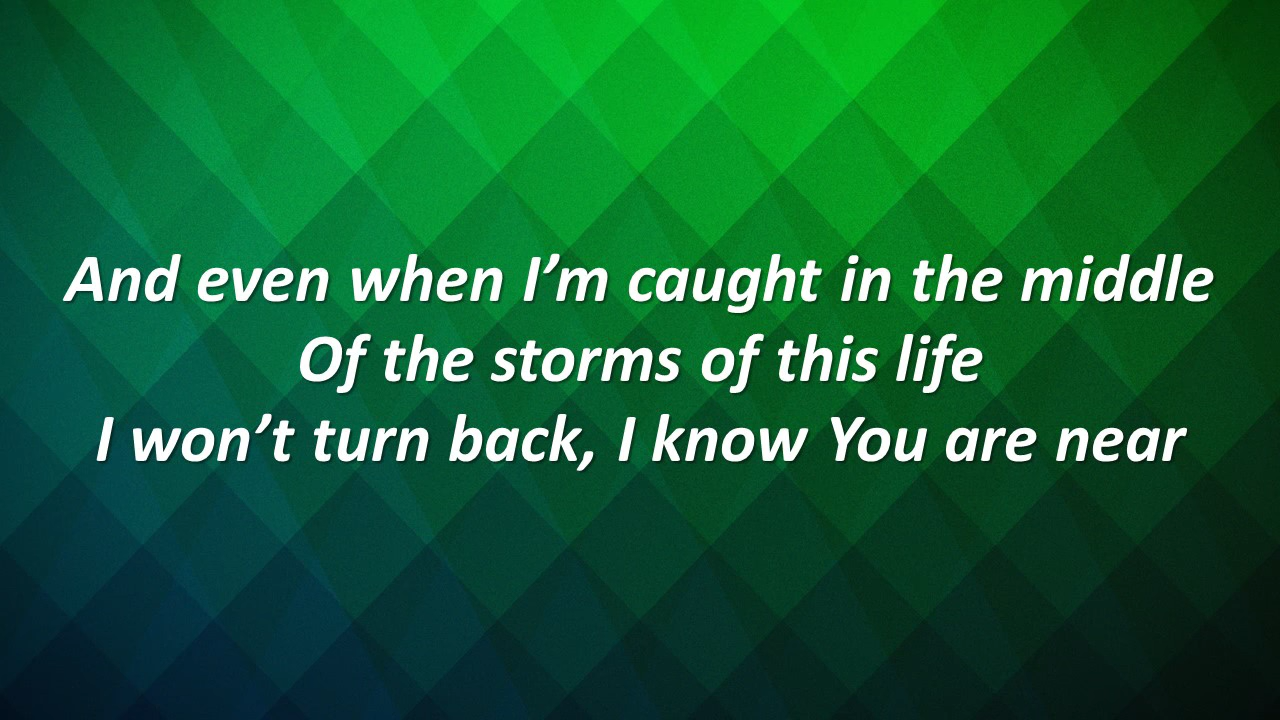 And even when I’m caught in the middle
Of the storms of this life
I won’t turn back, I know You are near